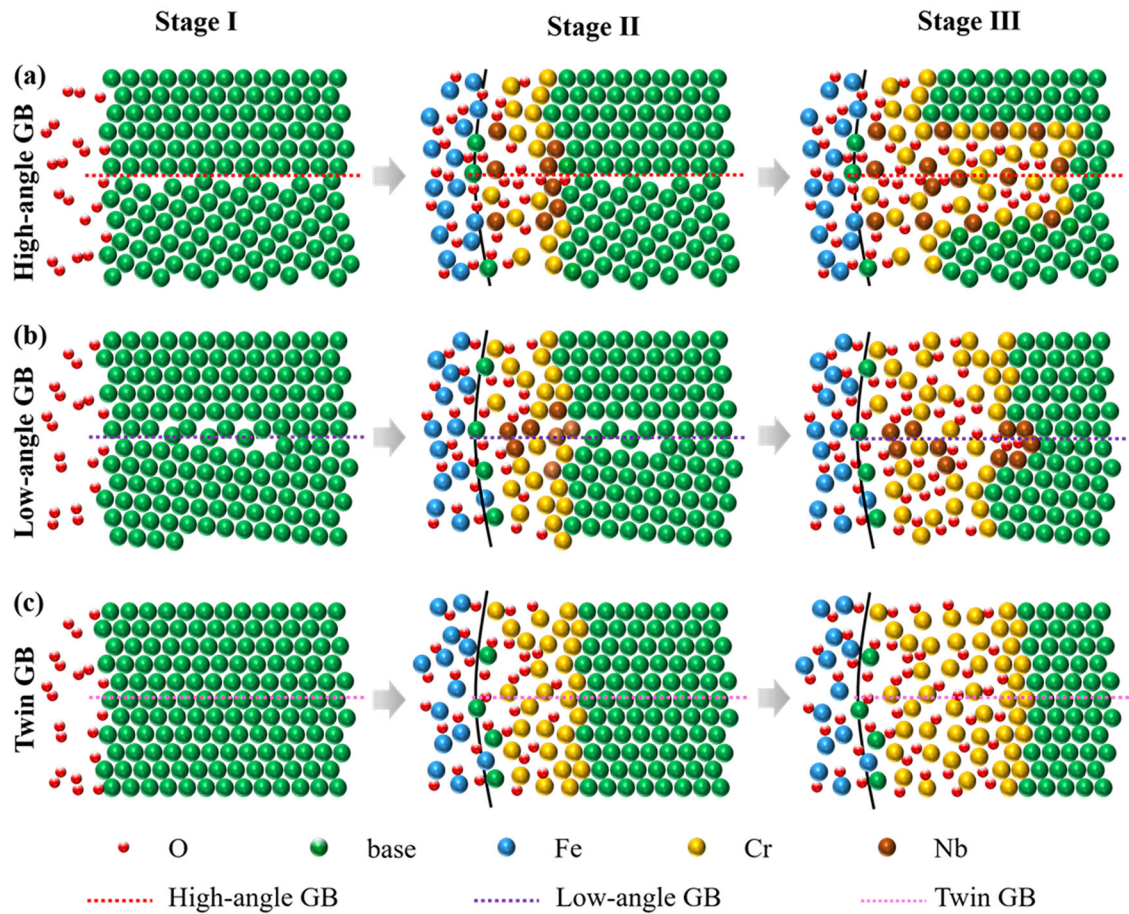 Stage I
Stage II
Stage III
(a)
High-angle GB
(b)
Low-angle GB
(c)
Twin GB
O base Fe Cr Nb
High-angle GB Low-angle GB Twin GB